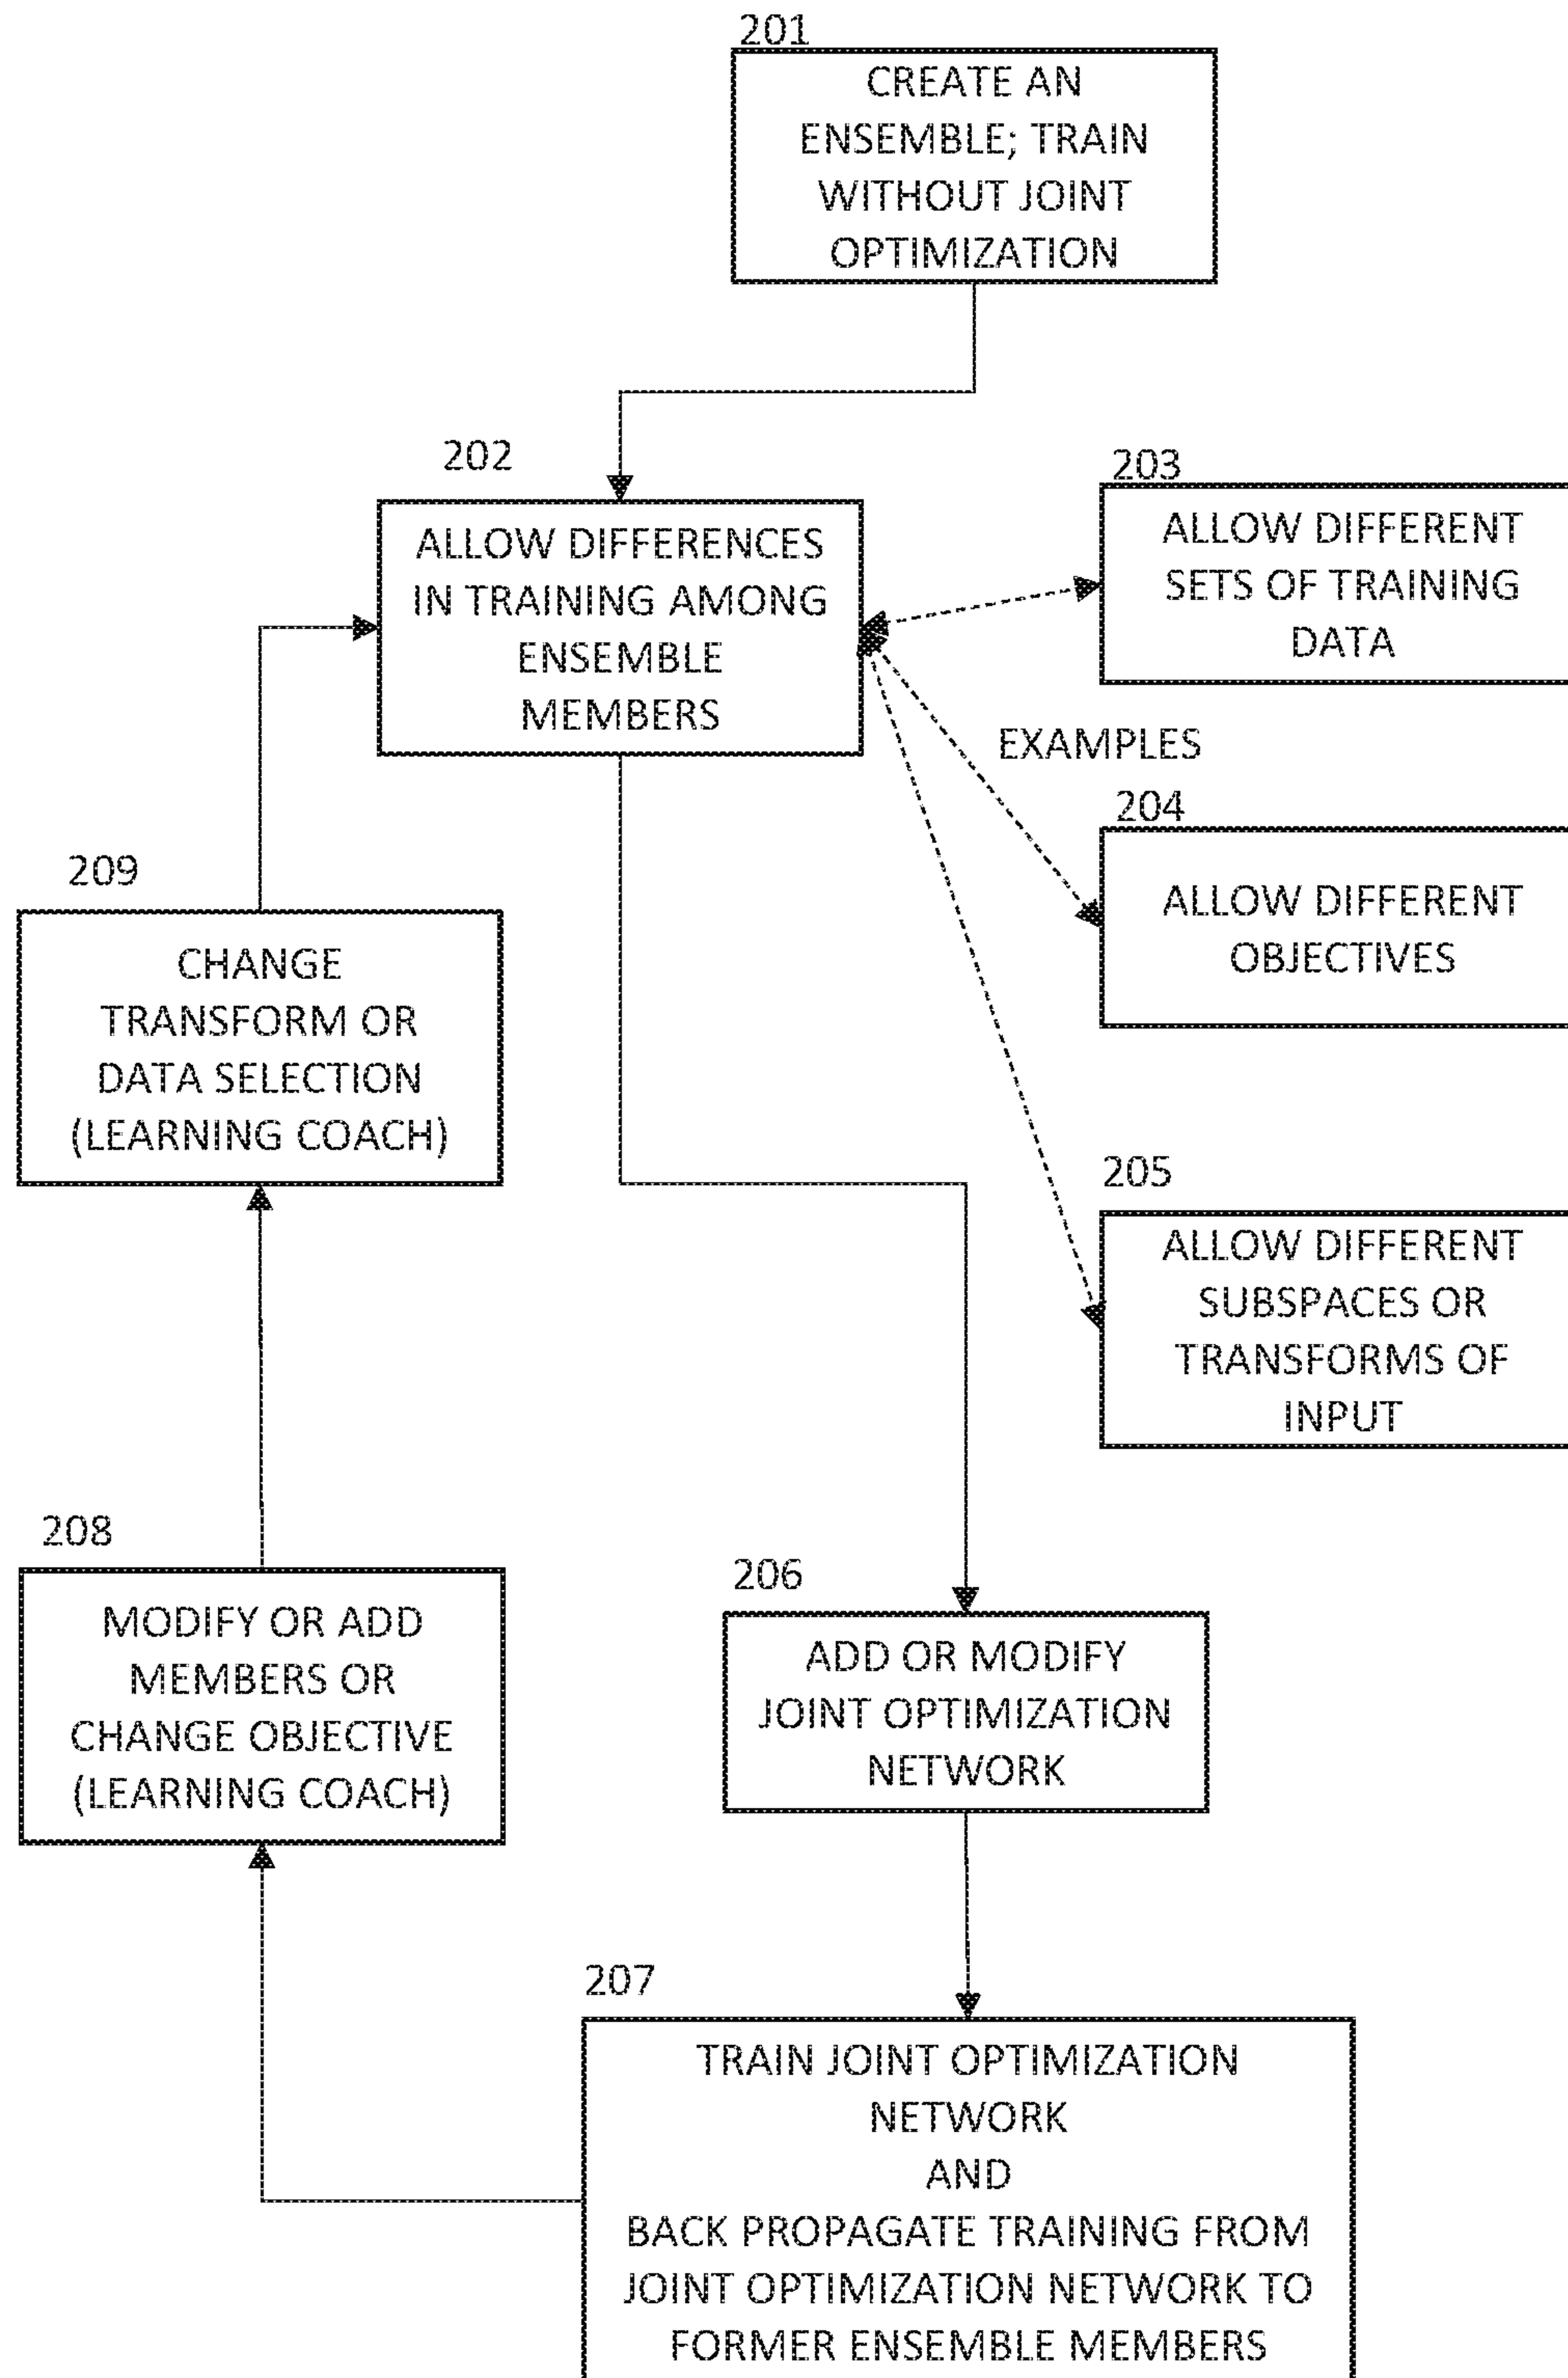 201
CREATE AN
ENSEMBLE; TRAIN
WITHOUT JOINT
OPTIMIZATION
202
ALLOW DIFFERENCES
IN TRAINING AMONG
ENSEMBLE
MEMBERS
203
ALLOW DIFFERENT
SETS OF TRAINING
DATA
EXAMPLES
204
ALLOW DIFFERENT
OBJECTIVES
205
ALLOW DIFFERENT
SUBSPACES OR
TRANSFORMS OF
INPUT
206
ADD OR MODIFY
JOINT OPTIMIZATION
NETWORK
207
TRAIN JOINT OPTIMIZATION
NETWORK
AND
BACK PROPAGATE TRAINING FROM
JOINT OPTIMIZATION NETWORK TO
FORMER ENSEMBLE MEMBERS
208
MODIFY OR ADD
MEMBERS OR
CHANGE OBJECTIVE
(LEARNING COACH)
209
CHANGE
TRANSFORM OR
DATA SELECTION
(LEARNING COACH)